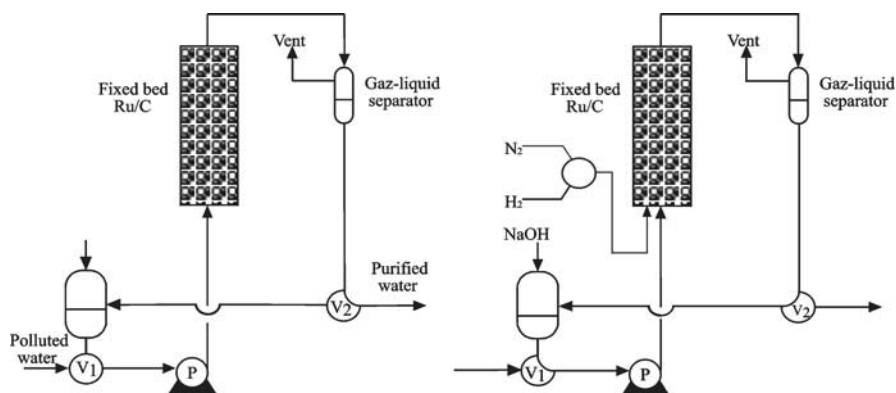 Vent
Fixed bed
Ru/C
Gaz-liquid
separator
Purified
water
V2
Polluted
water
V1
P
Vent
Fixed bed
Ru/C
Gaz-liquid
separator
N₂
H₂
NaOH
V2
V1
P